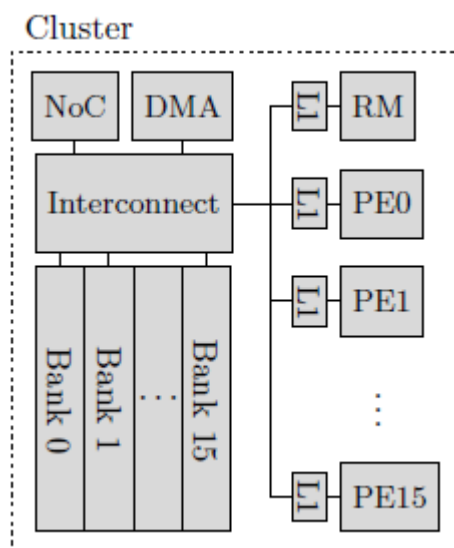 Cluster
NoC
DMA
L1
RM
Interconnect
L1
PE0
L1
PE1
Bank 0
Bank 1
...
Bank 15
⋮
L1
PE15